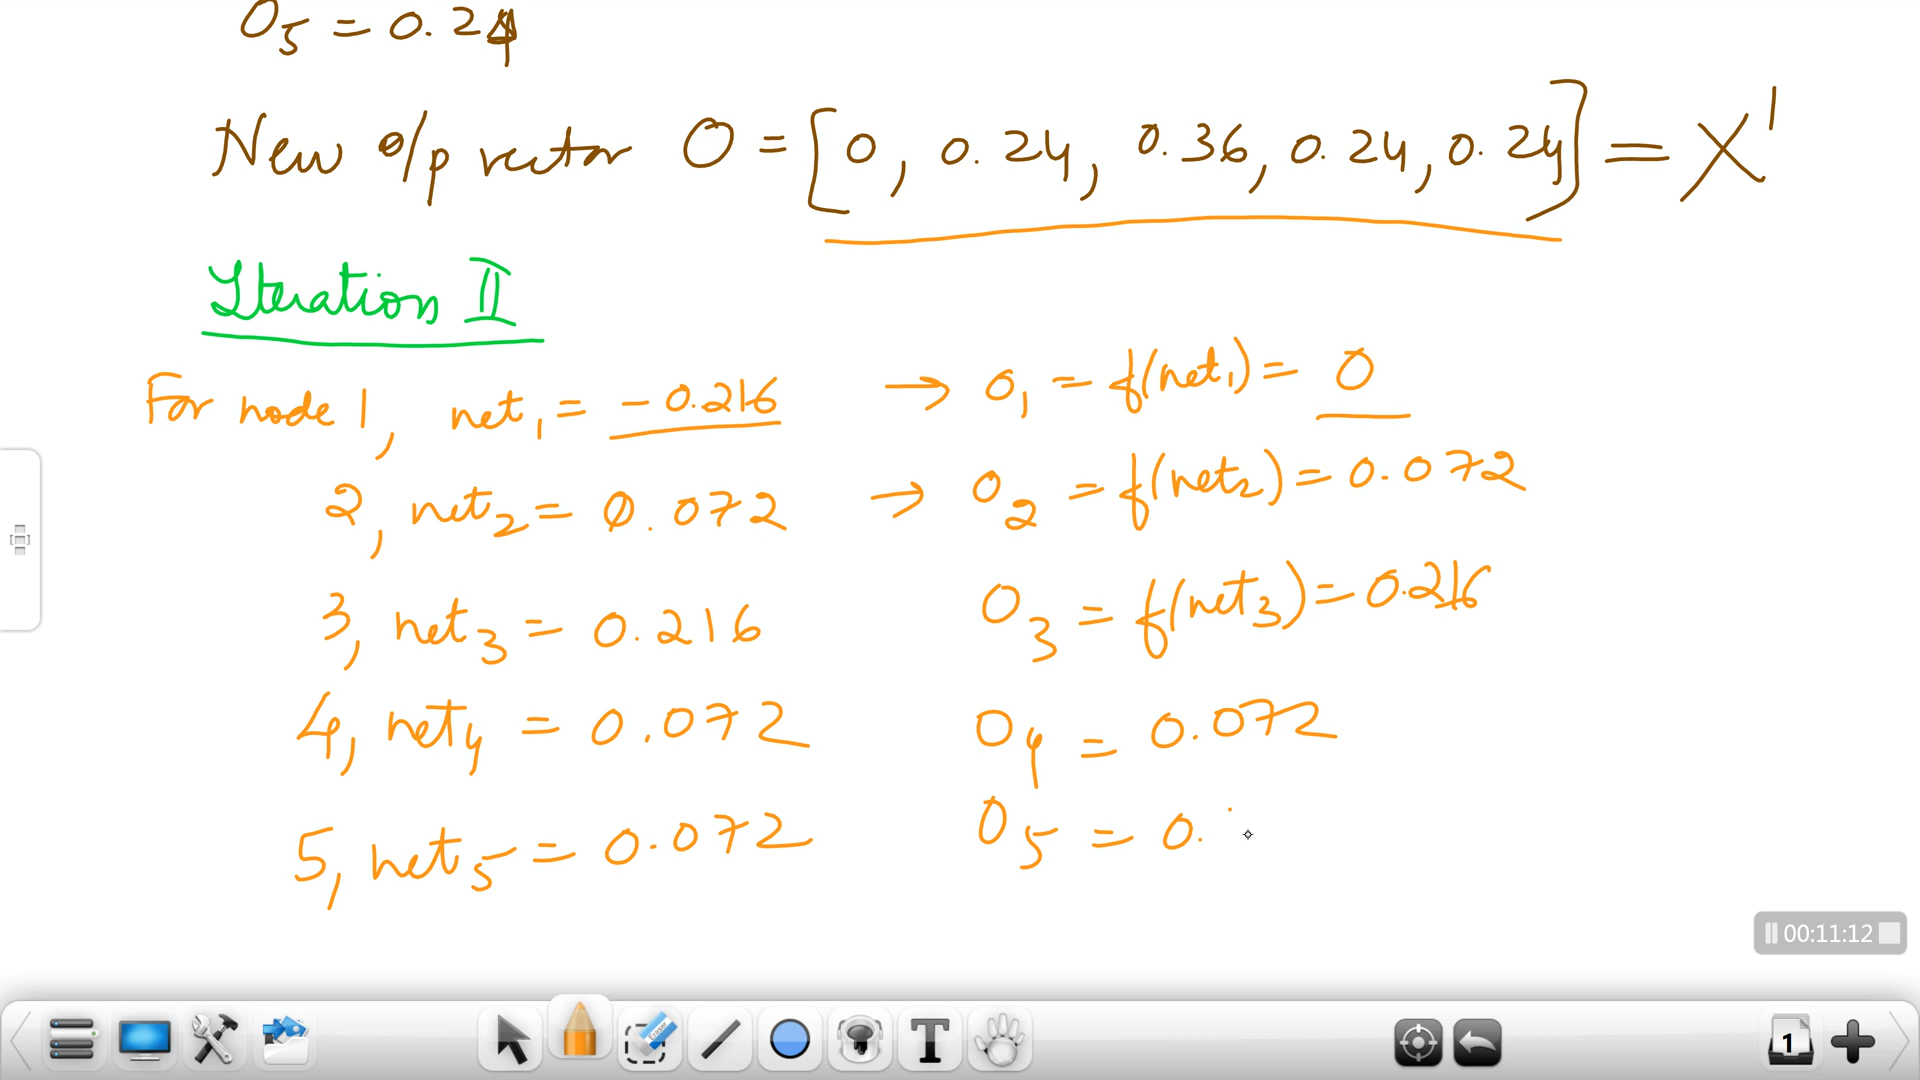 O5 = 0.24
New o/p vector O = [0, 0.24, 0.36, 0.24, 0.24] = X'
Iteration II
For node 1, net1 = -0.216 → o1 = f(net1) = 0
2, net2 = 0.072 → o2 = f(net2) = 0.072
3, net3 = 0.216 O3 = f(net3) = 0.216
4, net4 = 0.072 O4 = 0.072
5, net5 = 0.072 O5 = 0.
00:11:12
Eraser
T
1